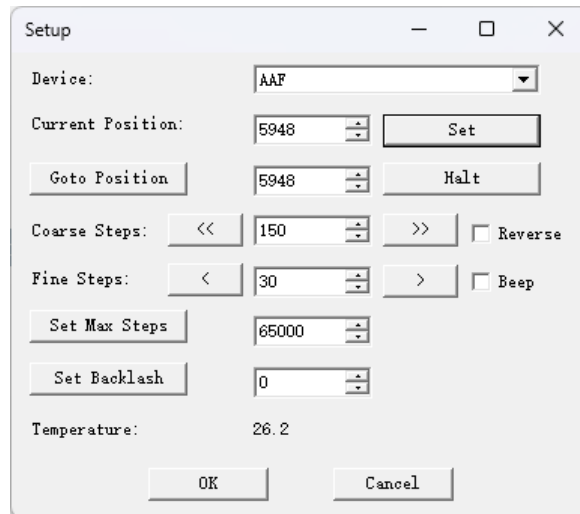 Setup
Device: AAF
Current Position: 5948 Set
Goto Position 5948 Halt
Coarse Steps: << 150 >> Reverse
Fine Steps: < 30 > Beep
Set Max Steps 65000
Set Backlash 0
Temperature: 26.2
OK Cancel